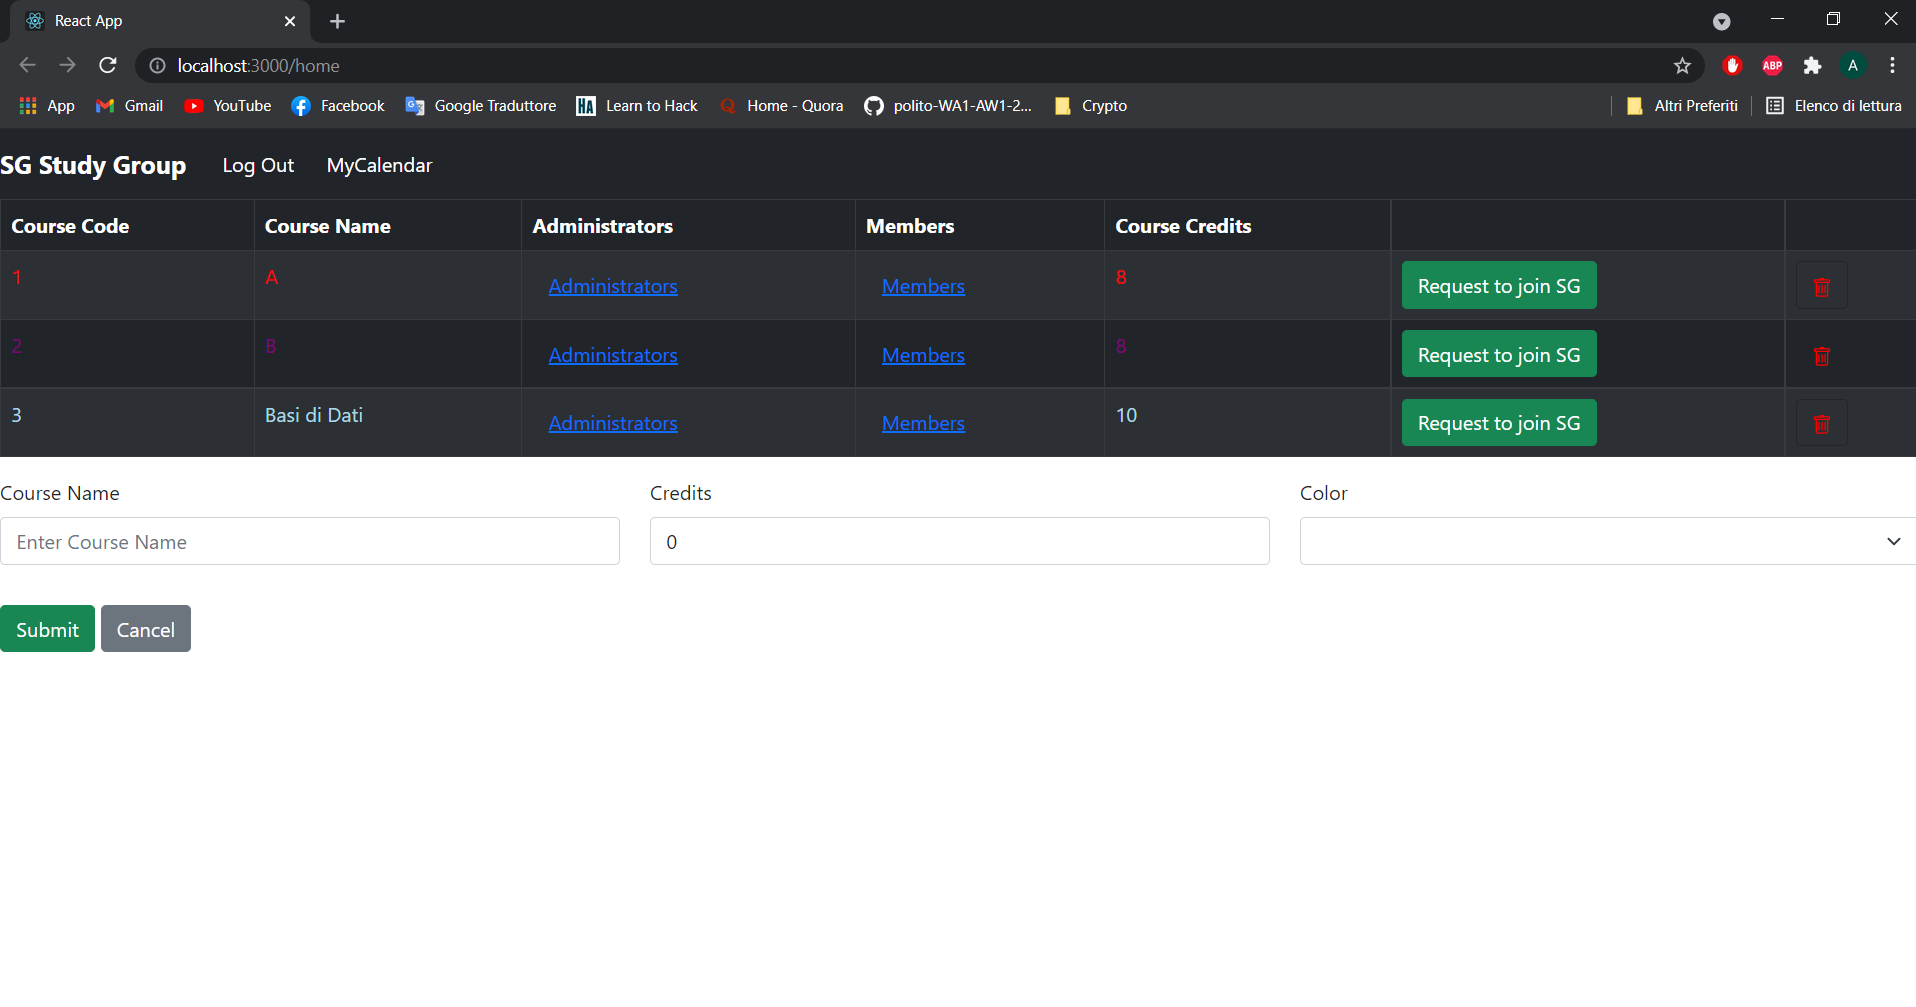 React App
localhost:3000/home
ABP
A
App Gmail YouTube Facebook Google Traduttore HA Learn to Hack Home - Quora polito-WA1-AW1-2... Crypto Altri Preferiti Elenco di lettura
SG Study Group Log Out MyCalendar
Course Code Course Name Administrators Members Course Credits
1 A Administrators Members 8 Request to join SG
2 B Administrators Members 8 Request to join SG
3 Basi di Dati Administrators Members 10 Request to join SG
Course Name Credits Color
Enter Course Name 0
Submit Cancel